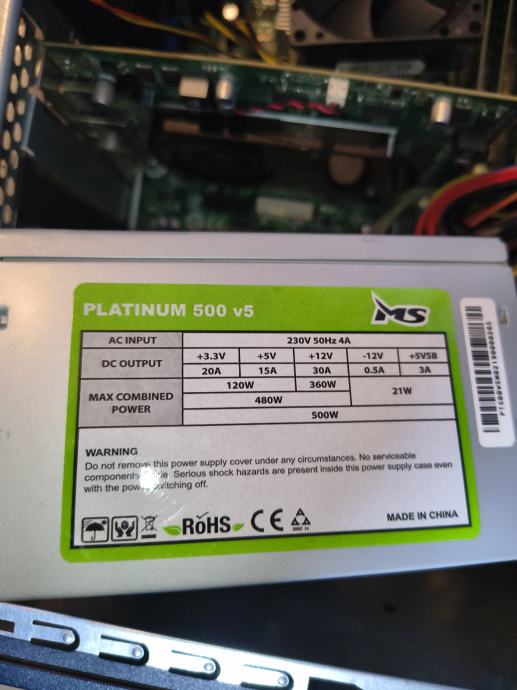 PLATINUM 500 v5
MS
AC INPUT 230V 50Hz 4A
DC OUTPUT +3.3V +5V +12V -12V +5VSB
20A 15A 30A 0.5A 3A
MAX COMBINED POWER 120W 360W 21W
480W
500W
WARNING
Do not remove this power supply cover under any circumstances. No serviceable
components. Serious shock hazards are present inside this power supply case even
with the power switching off.
RoHS CE
MADE IN CHINA